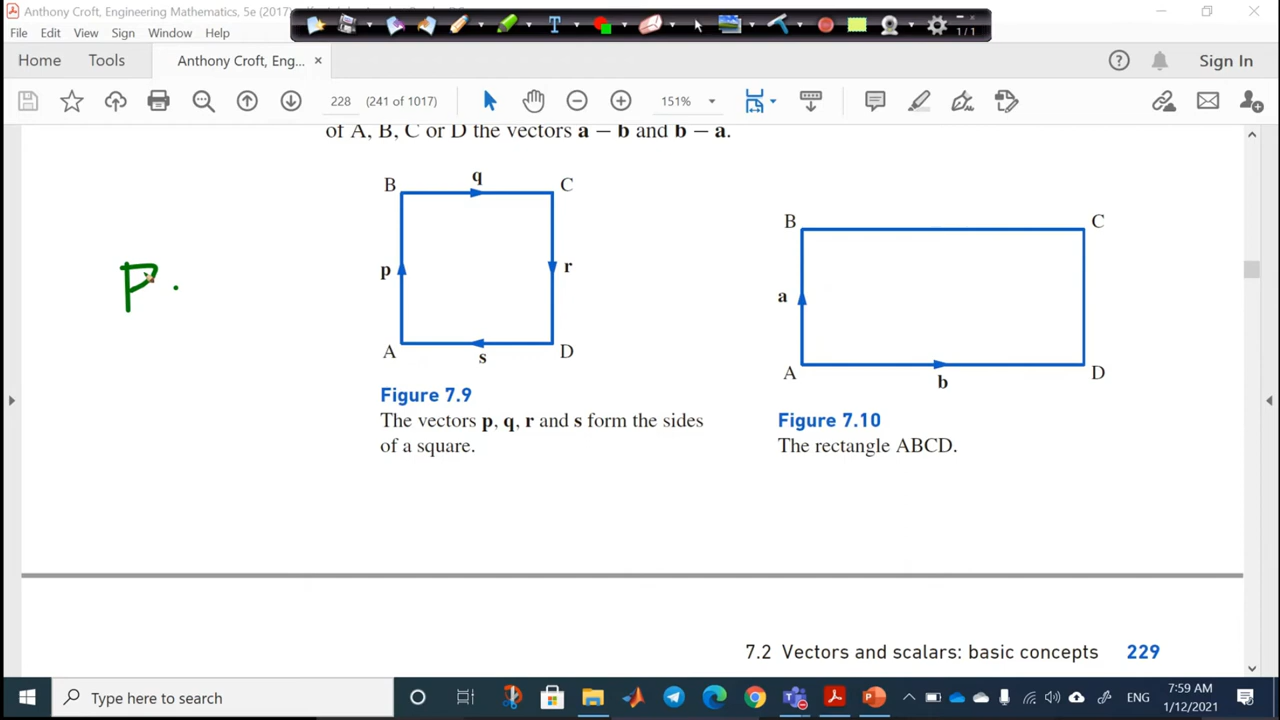 Anthony Croft, Engineering Mathematics, 5e (2017)
1/1
File Edit View Sign Window Help
Home Tools Anthony Croft, Eng... × Sign In
228 (241 of 1017) 151%
of A, B, C or D the vectors a − b and b − a.
B q C
p r
A s D
B C
a
A b D
P.
Figure 7.9
The vectors p, q, r and s form the sides
of a square.
Figure 7.10
The rectangle ABCD.
7.2 Vectors and scalars: basic concepts 229
Type here to search
ENG
7:59 AM
1/12/2021